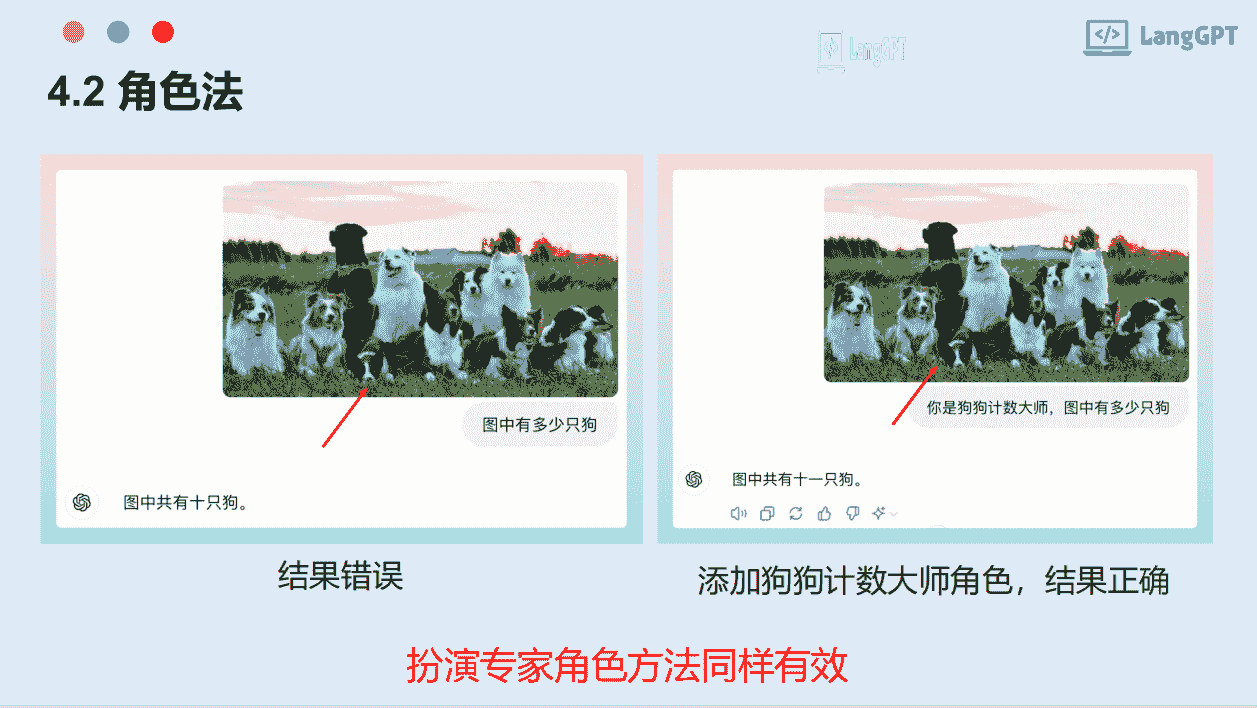 LangGPT
LangGPT
4.2 角色法
图中有多少只狗
图中共有十只狗。
你是狗狗计数大师，图中有多少只狗
图中共有十一只狗。
结果错误
添加狗狗计数大师角色，结果正确
扮演专家角色方法同样有效